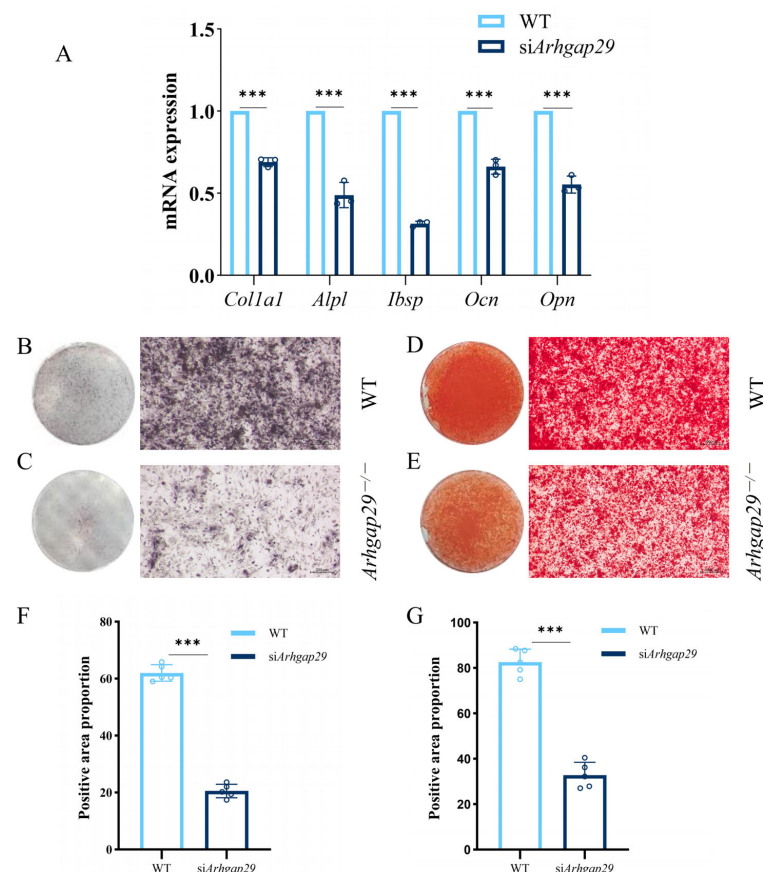 A
WT
siArhgap29
mRNA expression
1.5
1.0
0.5
0.0
*** *** *** *** ***
Col1a1 Alpl Ibsp Ocn Opn
B
WT
D
WT
C
Arhgap29−/−
E
Arhgap29−/−
F
Positive area proportion
80
60
40
20
0
***
WT
siArhgap29
WT siArhgap29
G
Positive area proportion
100
80
60
40
20
0
***
WT
siArhgap29
WT siArhgap29